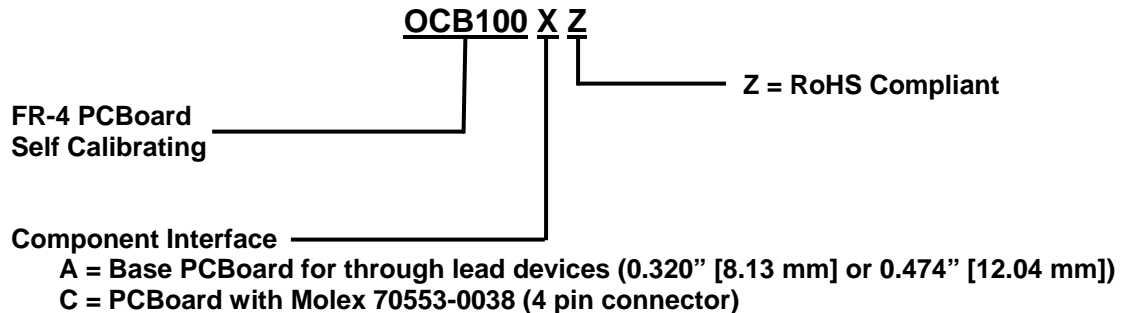 OCB100 X Z
Z = RoHS Compliant
FR-4 PCBoard
Self Calibrating
Component Interface
A = Base PCBoard for through lead devices (0.320” [8.13 mm] or 0.474” [12.04 mm])
C = PCBoard with Molex 70553-0038 (4 pin connector)